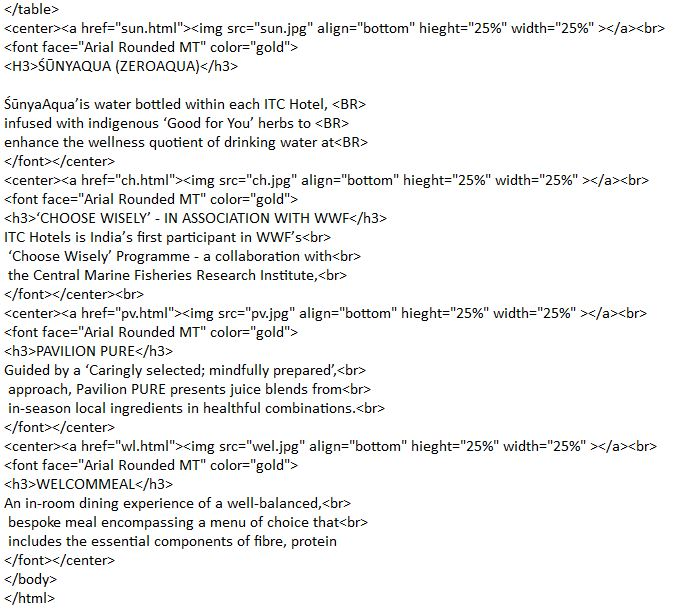 </table>
<center><a href="sun.html"><img src="sun.jpg" align="bottom" hieght="25%" width="25%" ></a><br>
<font face="Arial Rounded MT" color="gold">
<H3>ŚŪNYAQUA (ZEROAQUA)</h3>

ŚūnyaAqua’is water bottled within each ITC Hotel, <BR>
infused with indigenous ‘Good for You’ herbs to <BR>
enhance the wellness quotient of drinking water at<BR>
</font></center>
<center><a href="ch.html"><img src="ch.jpg" align="bottom" hieght="25%" width="25%" ></a><br>
<font face="Arial Rounded MT" color="gold">
<h3>‘CHOOSE WISELY’ - IN ASSOCIATION WITH WWF</h3>
ITC Hotels is India’s first participant in WWF’s<br>
 ‘Choose Wisely’ Programme - a collaboration with<br>
 the Central Marine Fisheries Research Institute,<br>
</font></center><br>
<center><a href="pv.html"><img src="pv.jpg" align="bottom" hieght="25%" width="25%" ></a><br>
<font face="Arial Rounded MT" color="gold">
<h3>PAVILION PURE</h3>
Guided by a ‘Caringly selected; mindfully prepared’,<br>
 approach, Pavilion PURE presents juice blends from<br>
 in-season local ingredients in healthful combinations.<br>
</font></center>
<center><a href="wl.html"><img src="wel.jpg" align="bottom" hieght="25%" width="25%" ></a><br>
<font face="Arial Rounded MT" color="gold">
<h3>WELCOMMEAL</h3>
An in-room dining experience of a well-balanced,<br>
 bespoke meal encompassing a menu of choice that<br>
 includes the essential components of fibre, protein
</font></center>
</body>
</html>